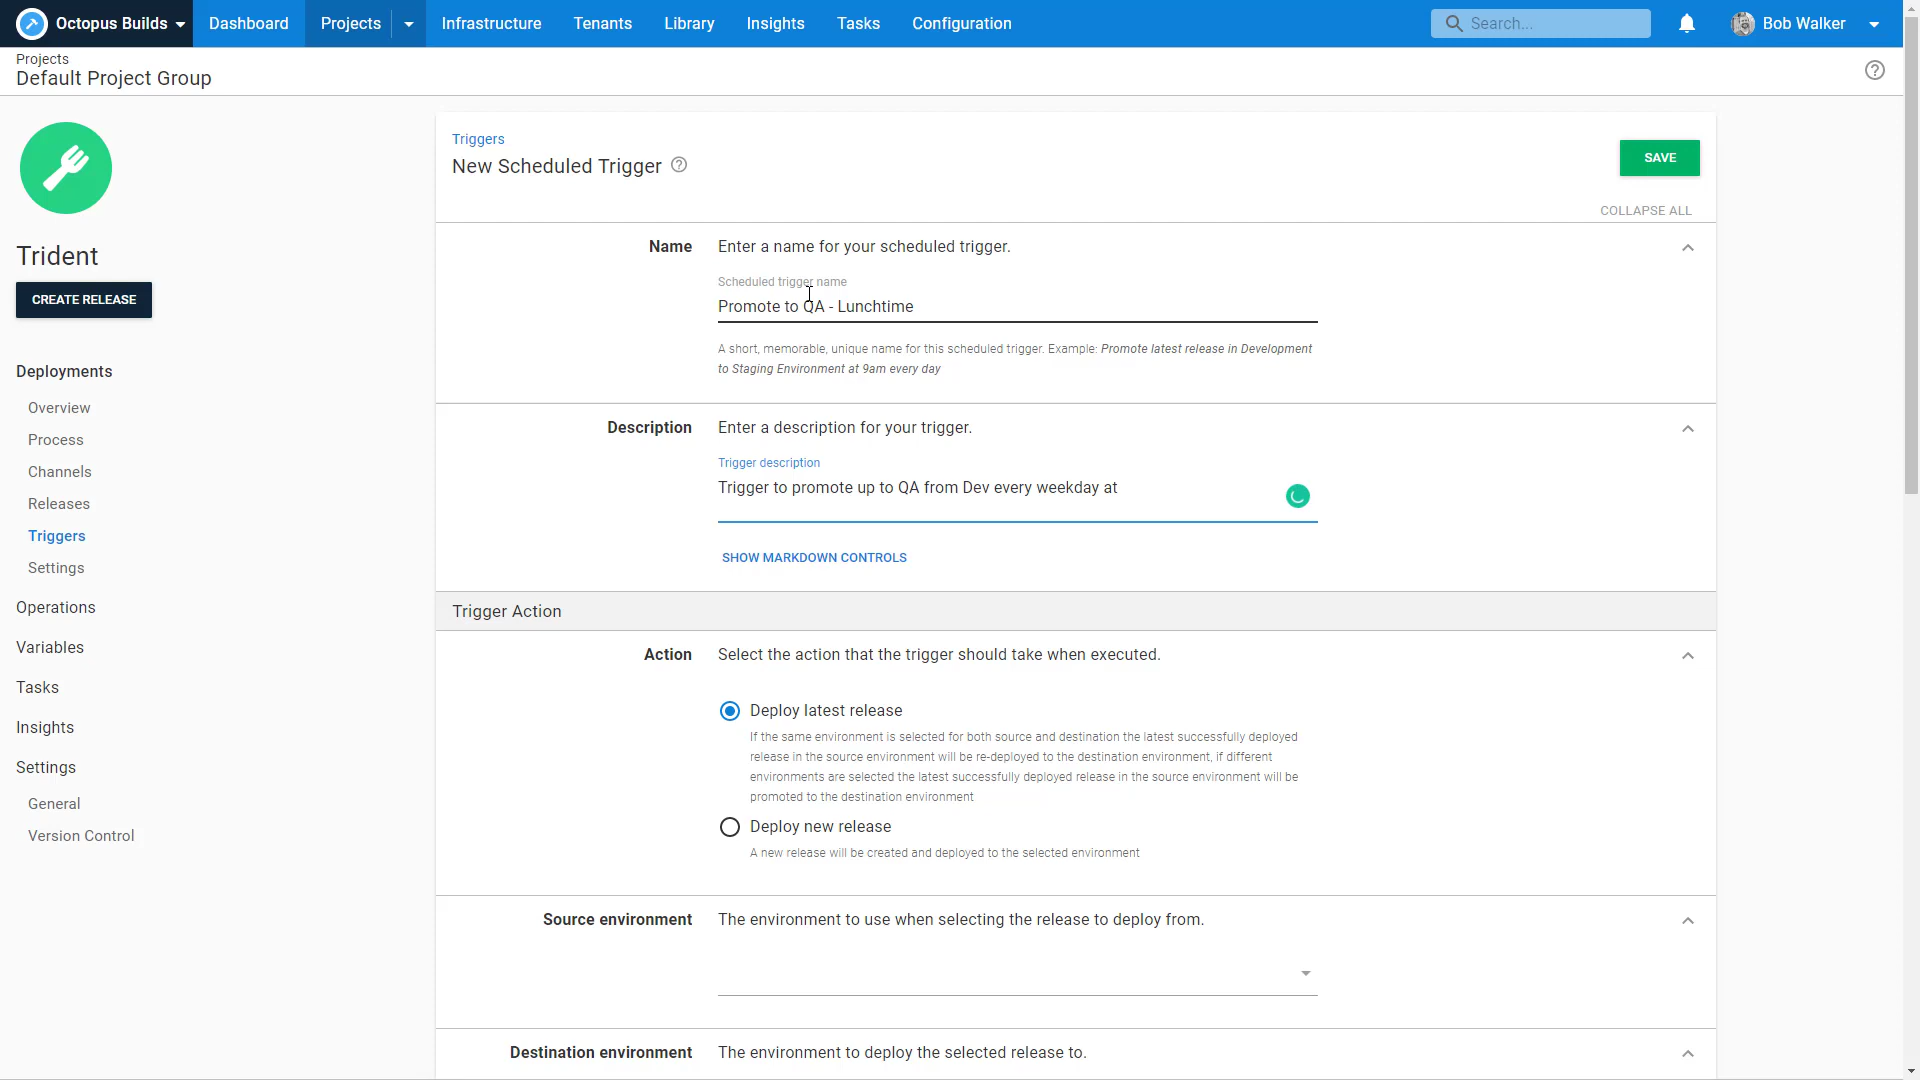 Octopus Builds
Dashboard
Projects
Infrastructure
Tenants
Library
Insights
Tasks
Configuration
Search...
Bob Walker
Projects
Default Project Group
Trident
CREATE RELEASE
Deployments
Overview
Process
Channels
Releases
Triggers
Settings
Operations
Variables
Tasks
Insights
Settings
General
Version Control
Triggers
New Scheduled Trigger
SAVE
COLLAPSE ALL
Name
Enter a name for your scheduled trigger.
Scheduled trigger name
Promote to QA - Lunchtime
A short, memorable, unique name for this scheduled trigger. Example: Promote latest release in Development
to Staging Environment at 9am every day
Description
Enter a description for your trigger.
Trigger description
Trigger to promote up to QA from Dev every weekday at
SHOW MARKDOWN CONTROLS
Trigger Action
Action
Select the action that the trigger should take when executed.
Deploy latest release
If the same environment is selected for both source and destination the latest successfully deployed
release in the source environment will be re-deployed to the destination environment, if different
environments are selected the latest successfully deployed release in the source environment will be
promoted to the destination environment
Deploy new release
A new release will be created and deployed to the selected environment
Source environment
The environment to use when selecting the release to deploy from.
Destination environment
The environment to deploy the selected release to.